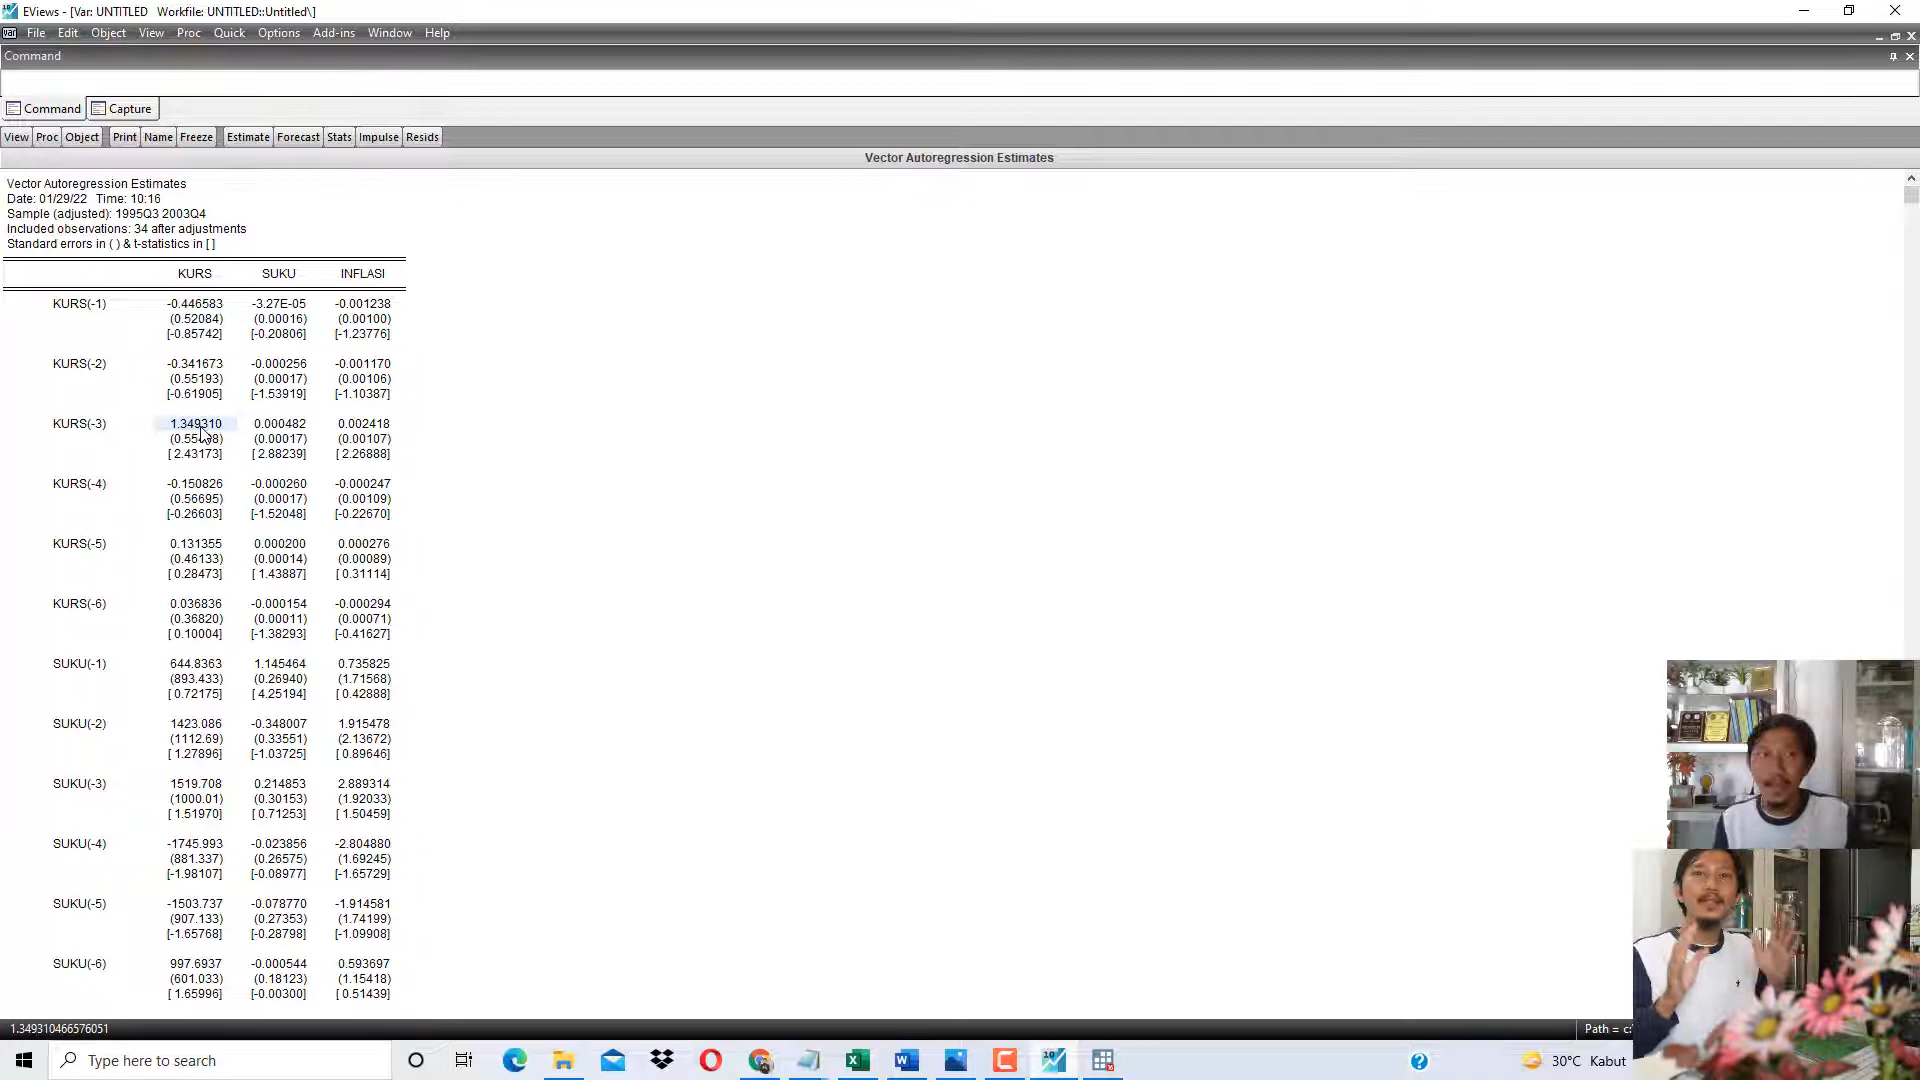 EViews - [Var: UNTITLED Workfile: UNTITLED::Untitled\]
File Edit Object View Proc Quick Options Add-ins Window Help
Command
Command Capture
View Proc Object Print Name Freeze Estimate Forecast Stats Impulse Resids
Vector Autoregression Estimates
Vector Autoregression Estimates
Date: 01/29/22 Time: 10:16
Sample (adjusted): 1995Q3 2003Q4
Included observations: 34 after adjustments
Standard errors in ( ) & t-statistics in [ ]
KURS SUKU INFLASI
KURS(-1) -0.446583 -3.27E-05 -0.001238
(0.52084) (0.00016) (0.00100)
[-0.85742] [-0.20806] [-1.23776]
KURS(-2) -0.341673 -0.000256 -0.001170
(0.55193) (0.00017) (0.00106)
[-0.61905] [-1.53919] [-1.10387]
KURS(-3) 1.349310 0.000482 0.002418
(0.00017) (0.00107)
[ 2.43173] [ 2.88239] [ 2.26888]
KURS(-4) -0.150826 -0.000260 -0.000247
(0.56695) (0.00017) (0.00109)
[-0.26603] [-1.52048] [-0.22670]
KURS(-5) 0.131355 0.000200 0.000276
(0.46133) (0.00014) (0.00089)
[ 0.28473] [ 1.43887] [ 0.31114]
KURS(-6) 0.036836 -0.000154 -0.000294
(0.36820) (0.00011) (0.00071)
[ 0.10004] [-1.38293] [-0.41627]
SUKU(-1) 644.8363 1.145464 0.735825
(893.433) (0.26940) (1.71568)
[ 0.72175] [ 4.25194] [ 0.42888]
SUKU(-2) 1423.086 -0.348007 1.915478
(1112.69) (0.33551) (2.13672)
[ 1.27896] [-1.03725] [ 0.89646]
SUKU(-3) 1519.708 0.214853 2.889314
(1000.01) (0.30153) (1.92033)
[ 1.51970] [ 0.71253] [ 1.50459]
SUKU(-4) -1745.993 -0.023856 -2.804880
(881.337) (0.26575) (1.69245)
[-1.98107] [-0.08977] [-1.65729]
SUKU(-5) -1503.737 -0.078770 -1.914581
(907.133) (0.27353) (1.74199)
[-1.65768] [-0.28798] [-1.09908]
SUKU(-6) 997.6937 -0.000544 0.593697
(601.033) (0.18123) (1.15418)
[ 1.65996] [-0.00300] [ 0.51439]
1.349310466576051 Path = c:
Type here to search 30°C Kabut